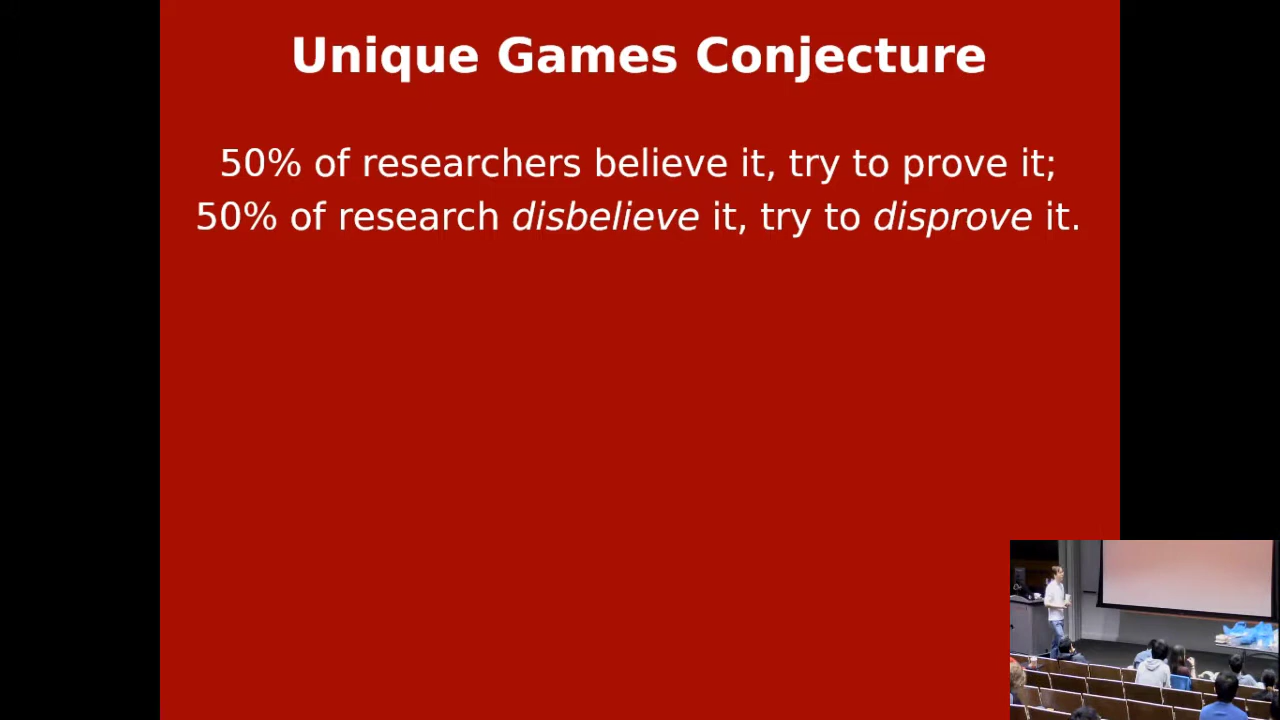 Unique Games Conjecture
50% of researchers believe it, try to prove it;
50% of research disbelieve it, try to disprove it.